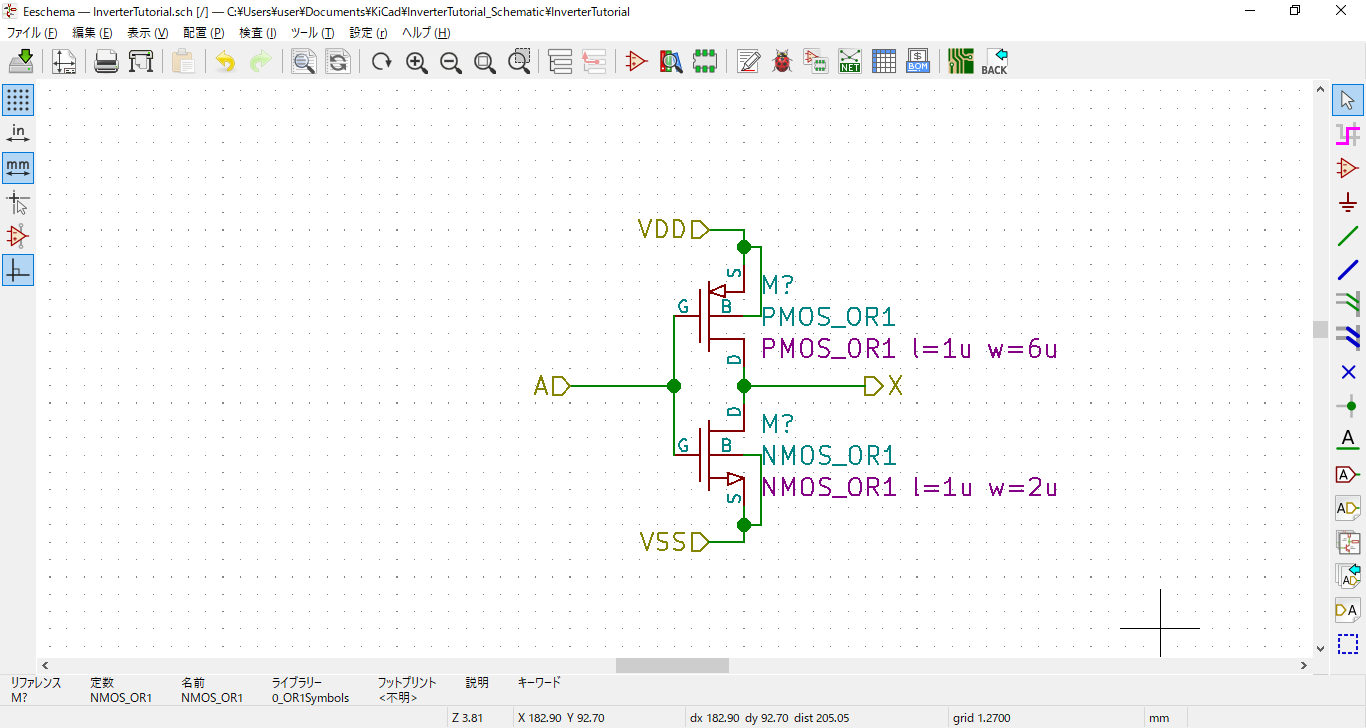 Eeschema — InverterTutorial.sch [/] — C:¥Users¥user¥Documents¥KiCad¥InverterTutorial_Schematic¥InverterTutorial
ファイル (F) 編集 (E) 表示 (V) 配置 (P) 検査 (I) ツール (T) 設定 (r) ヘルプ (H)
NET BOM BACK
in
mm
VDD
S
M?
G B PMOS_OR1
PMOS_OR1 l=1u w=6u
D
A X
D
M?
G B NMOS_OR1
NMOS_OR1 l=1u w=2u
S
VSS
A
A
AD
AD
DA
リファレンス 定数 名前 ライブラリー フットプリント 説明 キーワード
M? NMOS_OR1 NMOS_OR1 0_OR1Symbols <不明>
Z 3.81 X 182.90 Y 92.70 dx 182.90 dy 92.70 dist 205.05 grid 1.2700 mm